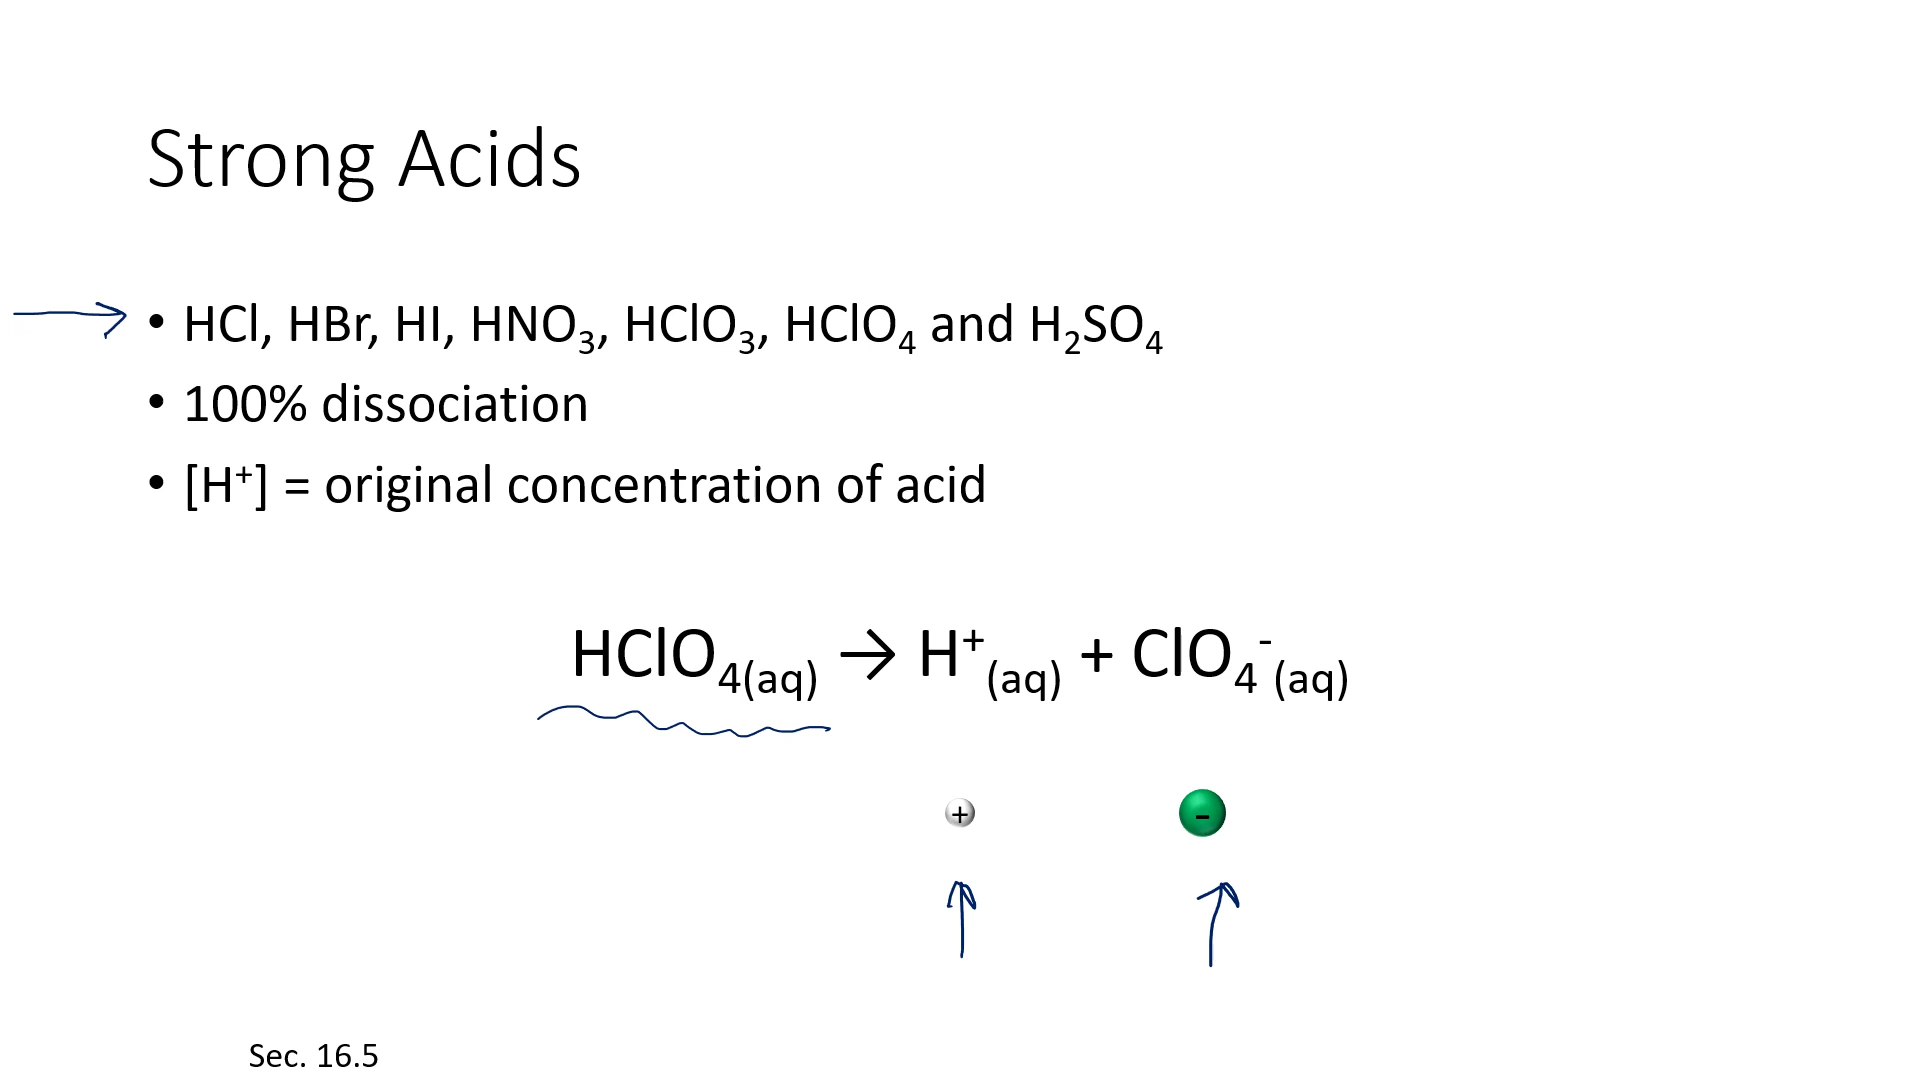 Strong Acids
• HCl, HBr, HI, HNO₃, HClO₃, HClO₄ and H₂SO₄
• 100% dissociation
• [H⁺] = original concentration of acid
HClO₄₍aq₎ → H⁺₍aq₎ + ClO₄⁻₍aq₎
+ -
Sec. 16.5